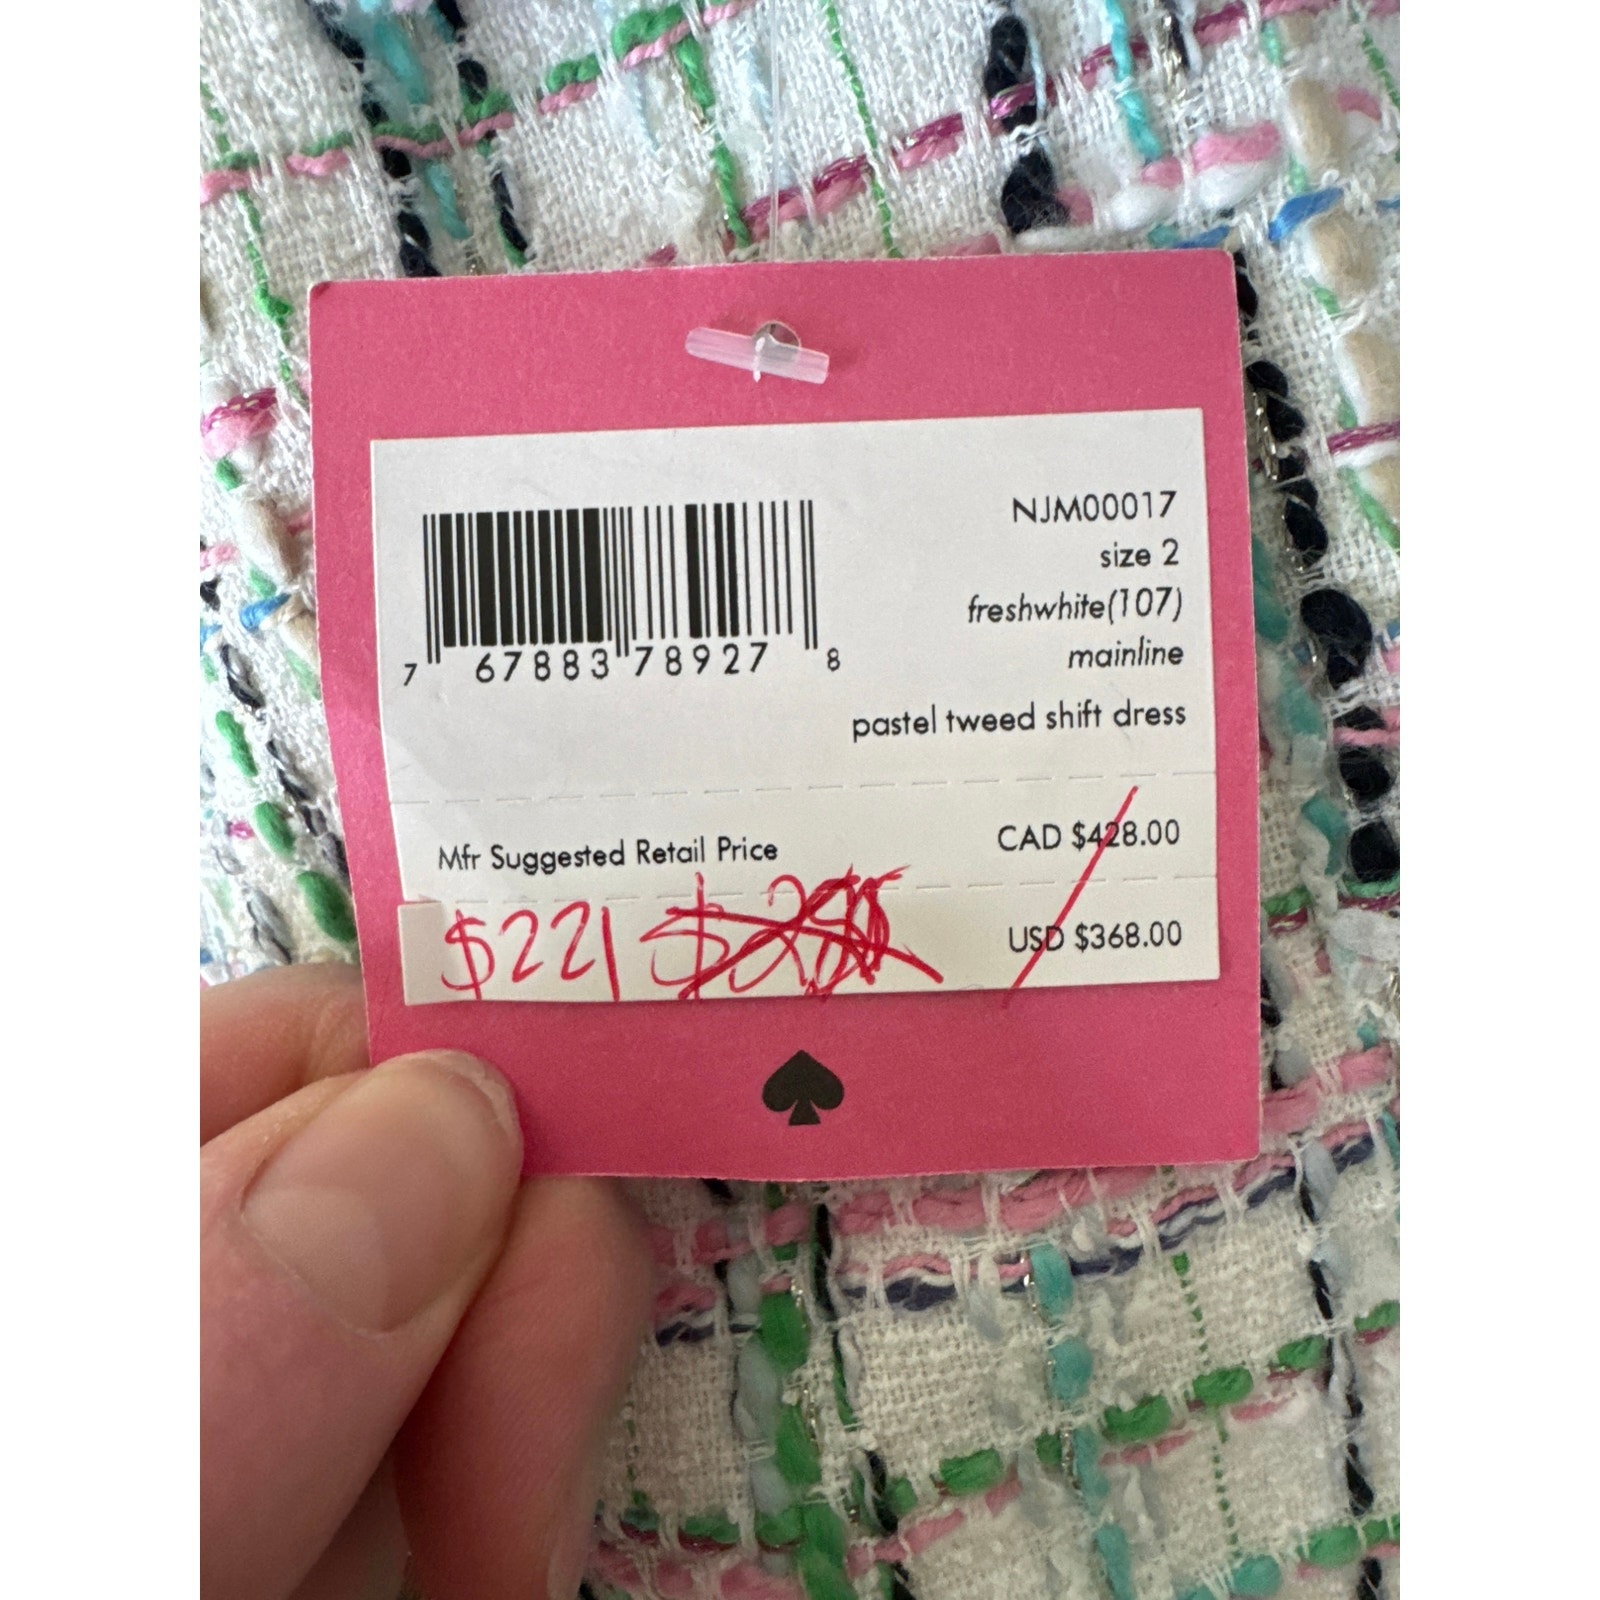 NJM00017
size 2
freshwhite(107)
mainline
7 67883 78927 8
pastel tweed shift dress
Mfr Suggested Retail Price CAD $428.00
$221 USD $368.00